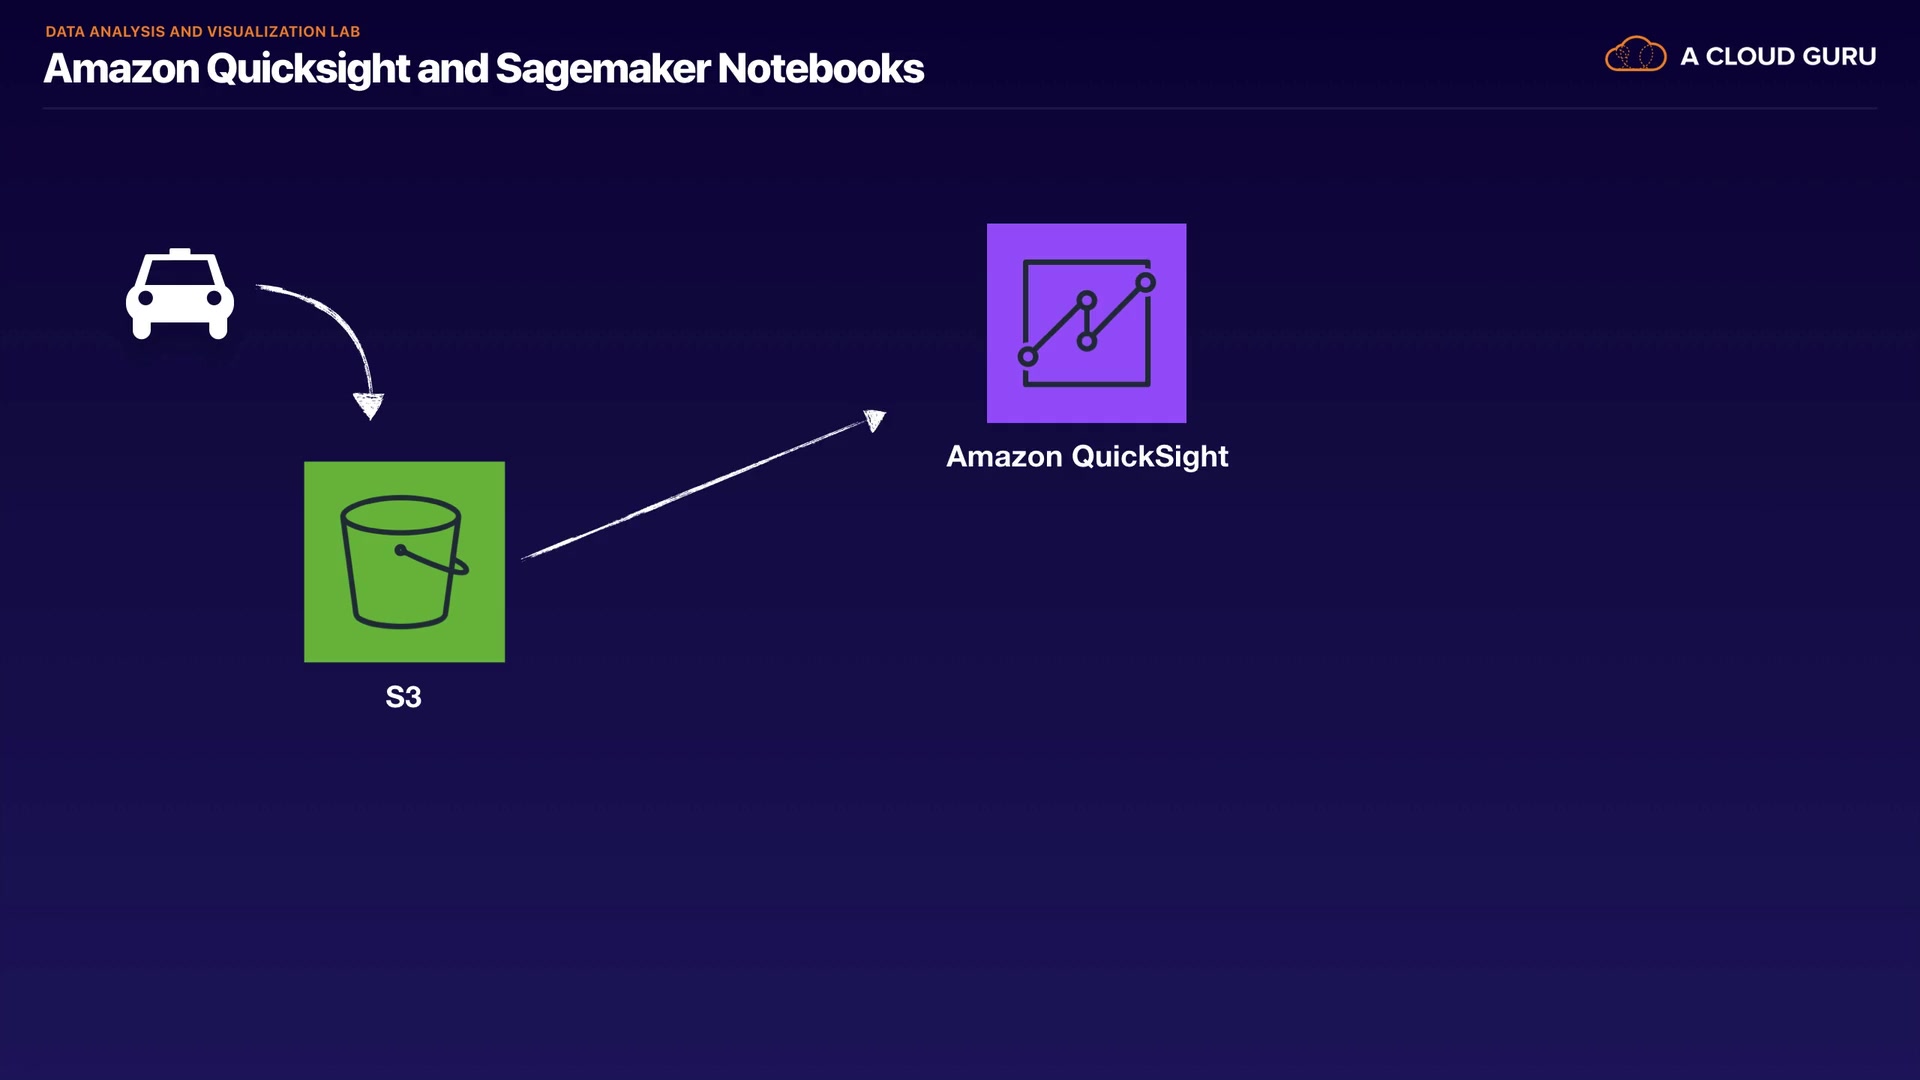 DATA ANALYSIS AND VISUALIZATION LAB
Amazon Quicksight and Sagemaker Notebooks
A CLOUD GURU
Amazon QuickSight
S3